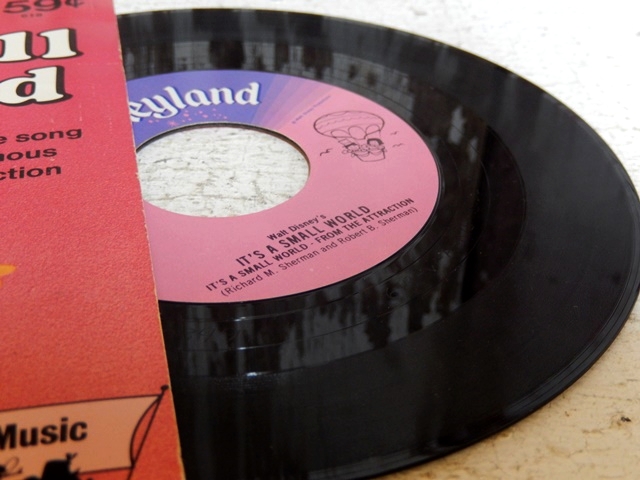 59¢
all
d
e song
nous
ction
Music
eyland
Walt Disney's
IT'S A SMALL WORLD
IT'S A SMALL WORLD - FROM THE ATTRACTION
(Richard M. Sherman and Robert B. Sherman)